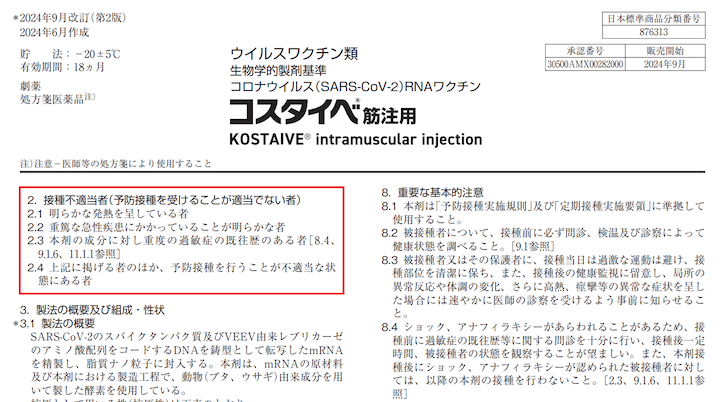 ＊2024年9月改訂（第2版）
2024年6月作成
日本標準商品分類番号
876313
貯　　法：－20±5℃
有効期間：18ヵ月
承認番号　販売開始
30500AMX00282000　2024年9月
劇薬
処方箋医薬品注）
ウイルスワクチン類
生物学的製剤基準
コロナウイルス（SARS-CoV-2）RNAワクチン
コスタイベ®筋注用
KOSTAIVE® intramuscular injection
注）注意－医師等の処方箋により使用すること
2. 接種不適当者（予防接種を受けることが適当でない者）
2.1 明らかな発熱を呈している者
2.2 重篤な急性疾患にかかっていることが明らかな者
2.3 本剤の成分に対し重度の過敏症の既往歴のある者［8.4、
9.1.6、11.1.1参照］
2.4 上記に掲げる者のほか、予防接種を行うことが不適当な状
態にある者
3. 製法の概要及び組成・性状
＊3.1 製法の概要
SARS-CoV-2のスパイクタンパク質及びVEEV由来レプリカーゼ
のアミノ酸配列をコードするDNAを鋳型として転写したmRNA
を精製し、脂質ナノ粒子に封入する。本剤は、mRNAの原材
料及び本剤における製造工程で、動物（ブタ、ウサギ）由来成分を用
いて製した酵素を使用している。
8. 重要な基本的注意
8.1 本剤は「予防接種実施規則」及び「定期接種実施要領」に準拠して
使用すること。
8.2 被接種者について、接種前に必ず問診、検温及び診察によって
健康状態を調べること。［9.1参照］
8.3 被接種者又はその保護者に、接種当日は過激な運動は避け、接
種部位を清潔に保ち、また、接種後の健康監視に留意し、局所の
異常反応や体調の変化、さらに高熱、痙攣等の異常な症状を呈し
た場合には速やかに医師の診察を受けるよう事前に知らせるこ
と。
8.4 ショック、アナフィラキシーがあらわれることがあるため、接
種前に過敏症の既往歴等に関する問診を十分に行い、接種後一定
時間、被接種者の状態を観察することが望ましい。また、本剤接
種後にショック、アナフィラキシーが認められた被接種者に対し
ては、以降の本剤の接種を行わないこと。［2.3、9.1.6、11.1.1参
照］